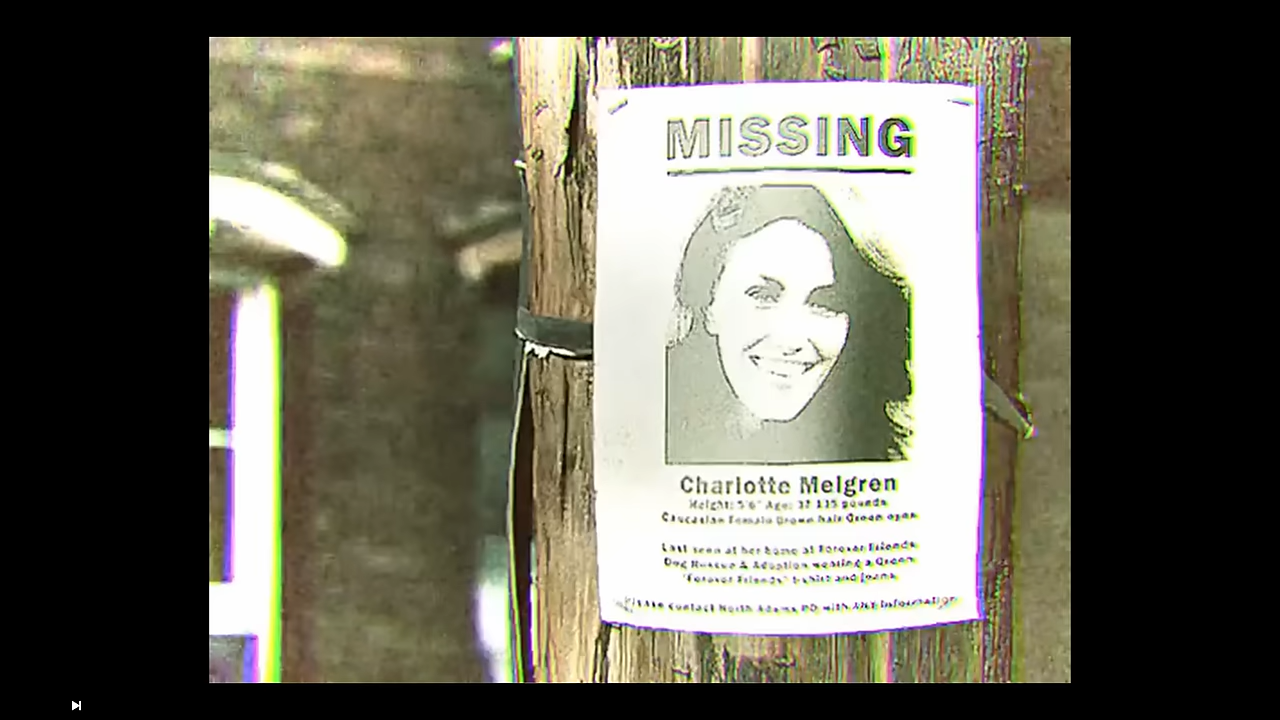 MISSING
Charlotte Melgren
Height: 5'6" Age: 37 135 pounds
Caucasian Female Brown hair Green eyes
Last seen at her home at Forever Friends
Dog Rescue & Adoption wearing a Green
"Forever Friends" t-shirt and jeans.
Please contact North Adams PD with ANY information